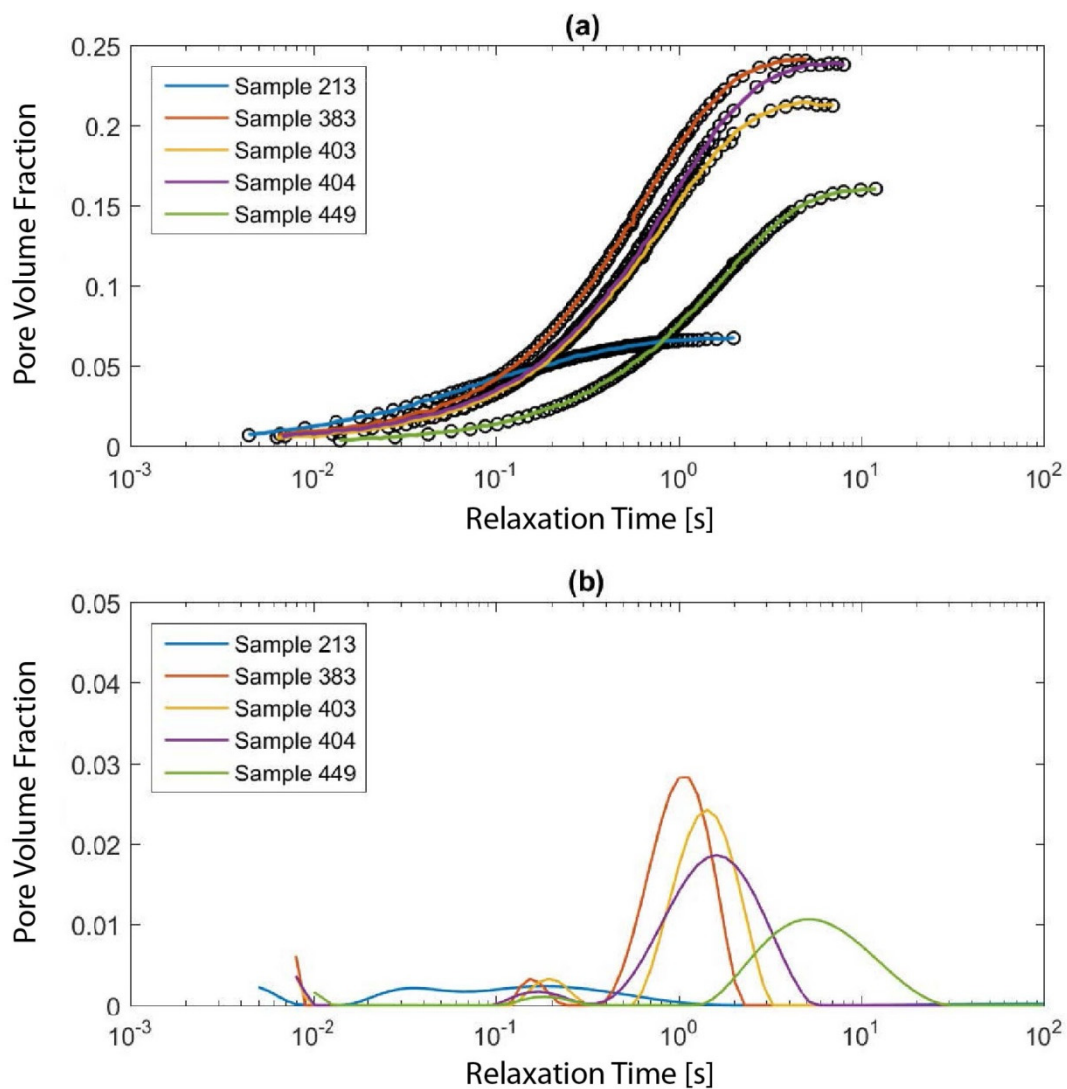 (a)
0.25
0.2
0.15
0.1
0.05
0
Pore Volume Fraction
Sample 213
Sample 383
Sample 403
Sample 404
Sample 449
10⁻³ 10⁻² 10⁻¹ 10⁰ 10¹ 10²
Relaxation Time [s]
(b)
0.05
0.04
0.03
0.02
0.01
0
Pore Volume Fraction
Sample 213
Sample 383
Sample 403
Sample 404
Sample 449
10⁻³ 10⁻² 10⁻¹ 10⁰ 10¹ 10²
Relaxation Time [s]